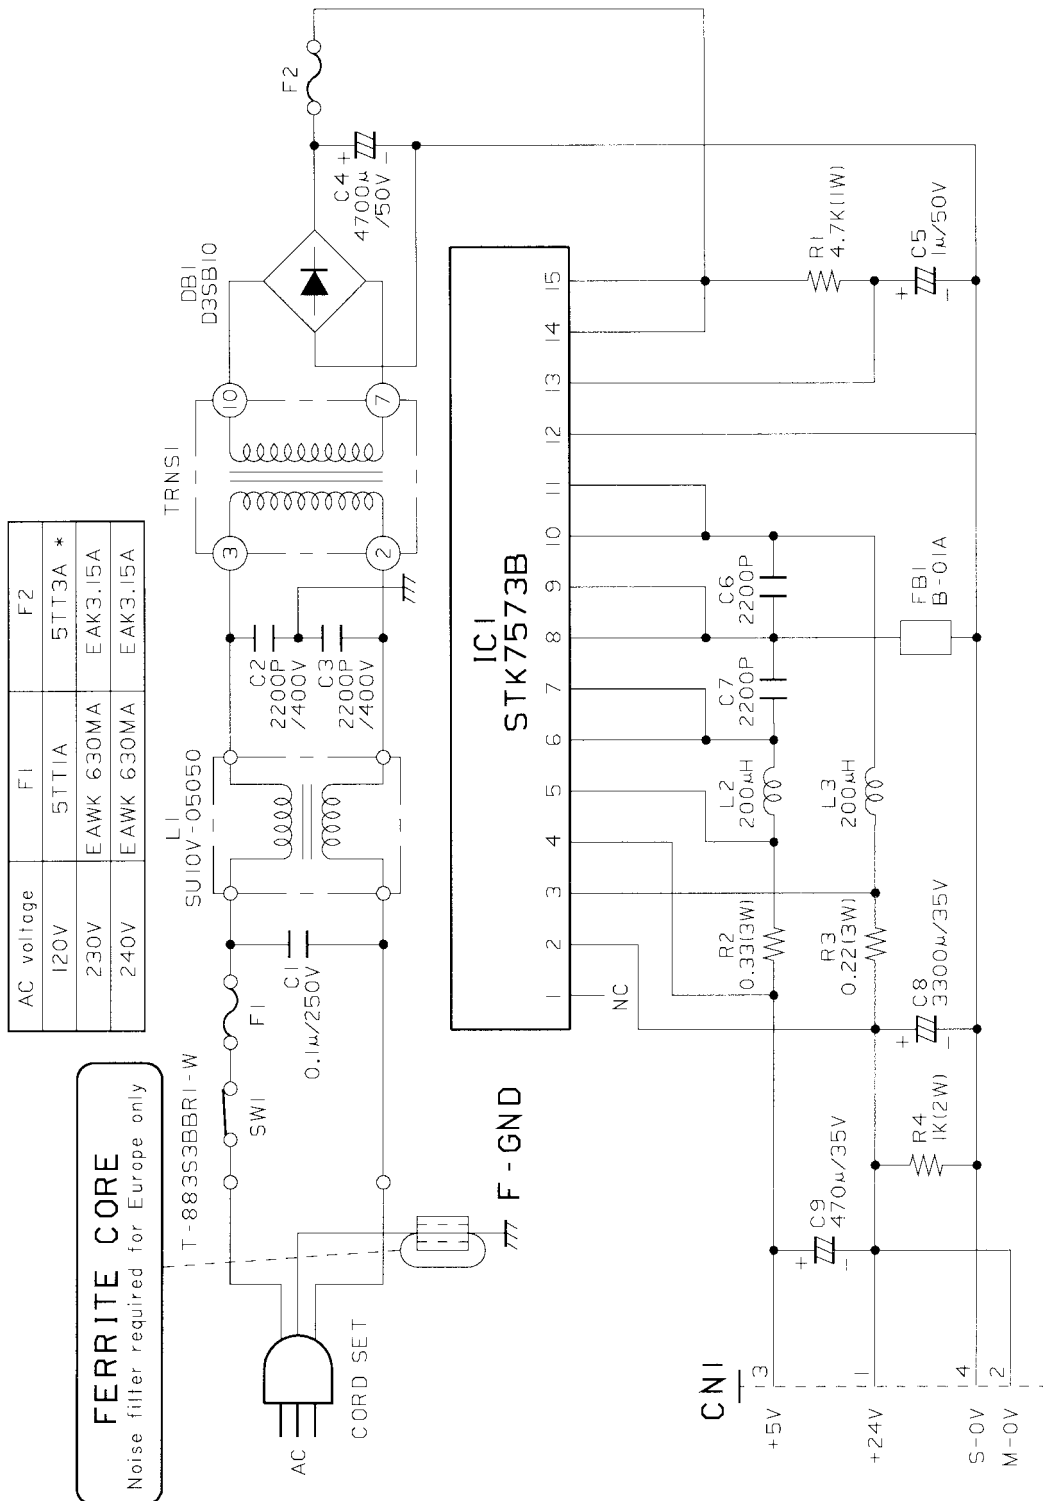 AC voltage F1 F2
120V 5TT1A 5TT3A *
230V EAWK 630MA EAK3.15A
240V EAWK 630MA EAK3.15A
FERRITE CORE
Noise filter required for Europe only
T-883S3BBR1-W
SW1
F1
C1
0.1µ/250V
L1
SU10V-05050
C2
2200P
/400V
C3
2200P
/400V
TRNS1
3
2
10
7
DB1
D3SB10
C4
4700µ
/50V
+
-
F2
AC
CORD SET
F-GND
IC1
STK7573B
1 2 3 4 5 6 7 8 9 10 11 12 13 14 15
NC
R2
0.33(3W)
R3
0.22(3W)
L2
200µH
L3
200µH
C7
2200P
C6
2200P
FB1
B-01A
R1
4.7K(1W)
C5
1µ/50V
+
-
C8
3300µ/35V
+
-
R4
1K(2W)
C9
470µ/35V
+
-
CN1
+5V 3
+24V 1
S-0V 4
M-0V 2